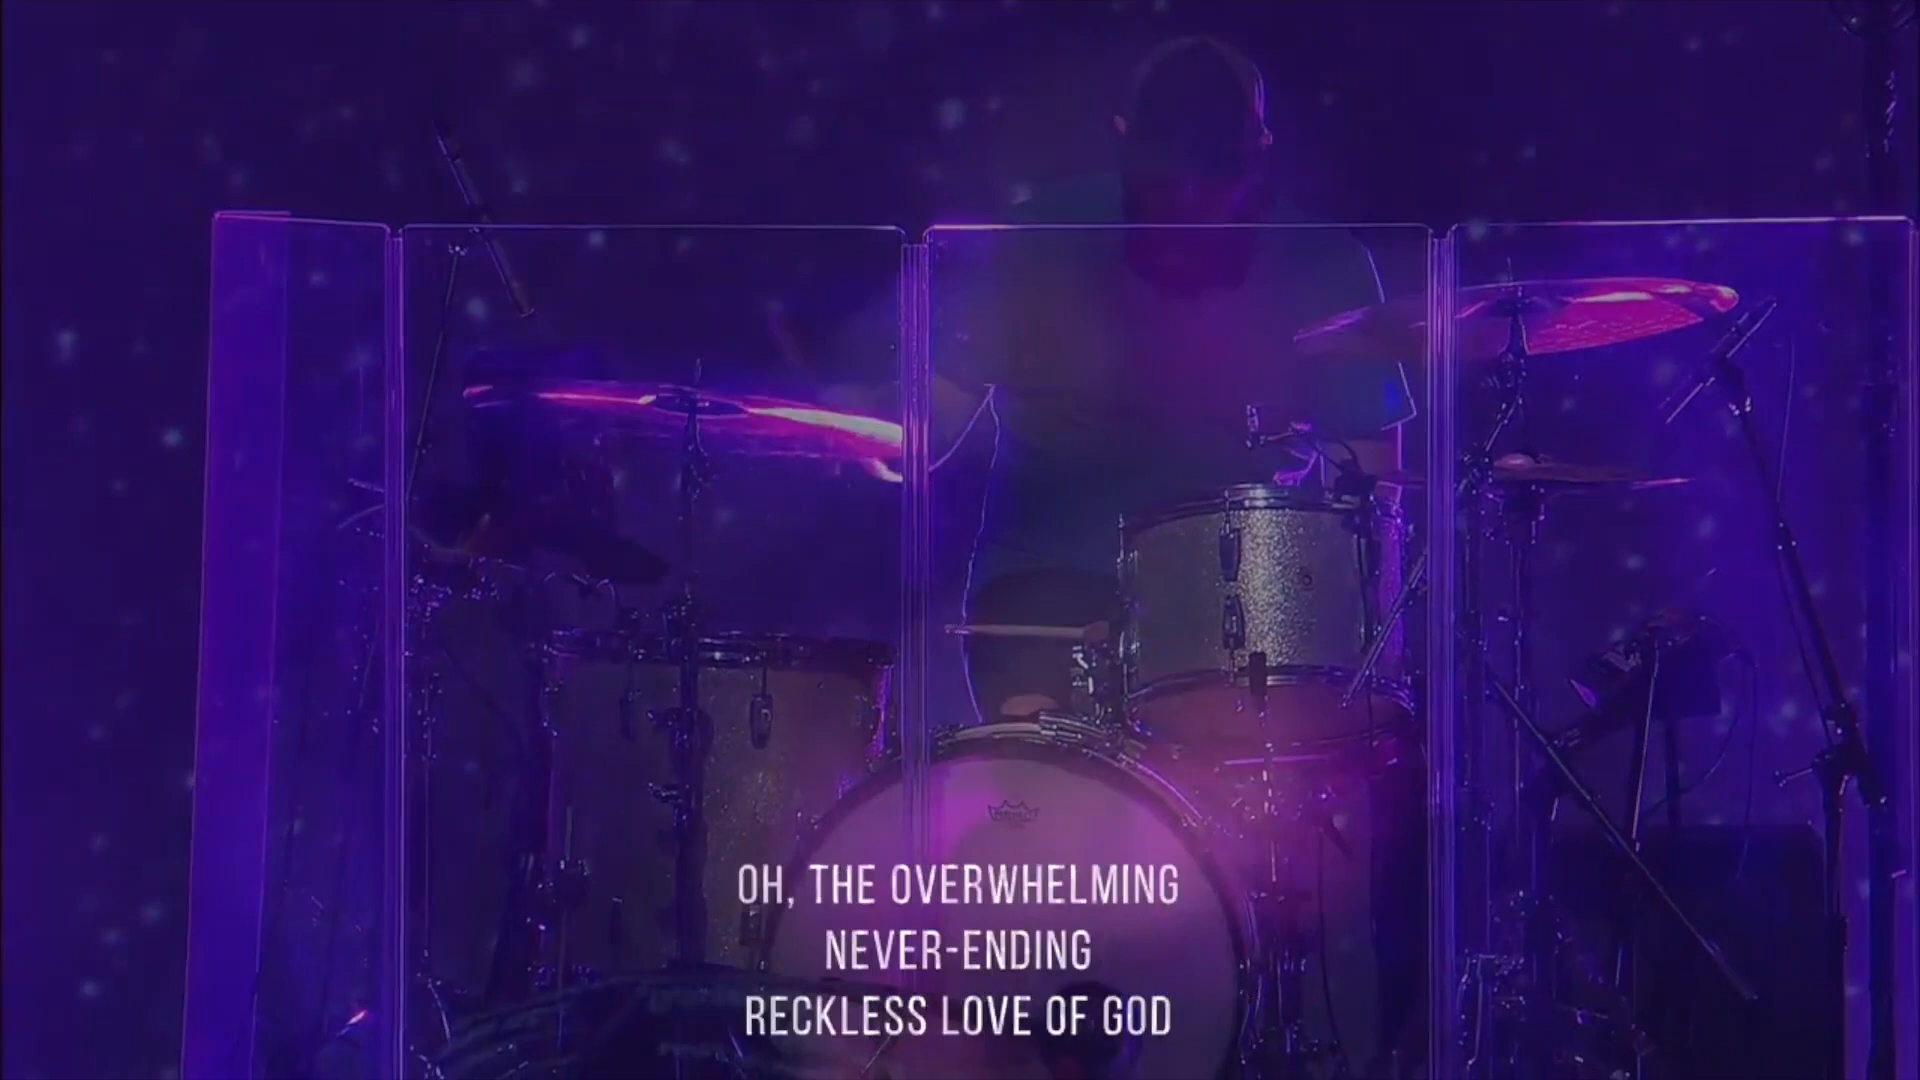 OH, THE OVERWHELMING
NEVER-ENDING
RECKLESS LOVE OF GOD